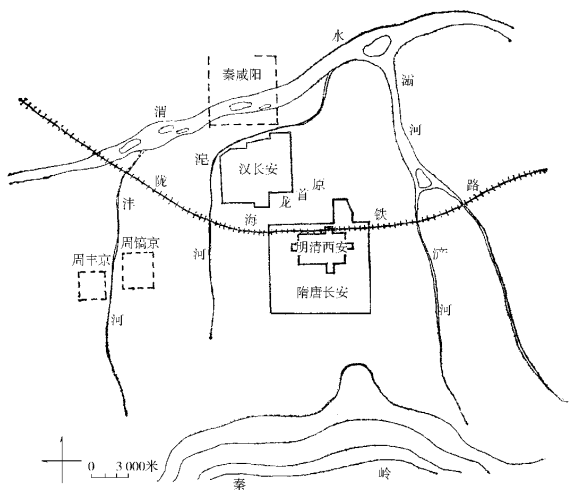 渭水
秦咸阳
灞河
浐河
沣河
汉长安
龙首原
陇海铁路
明清西安
隋唐长安
周丰京
周镐京
秦岭
0 3 000米